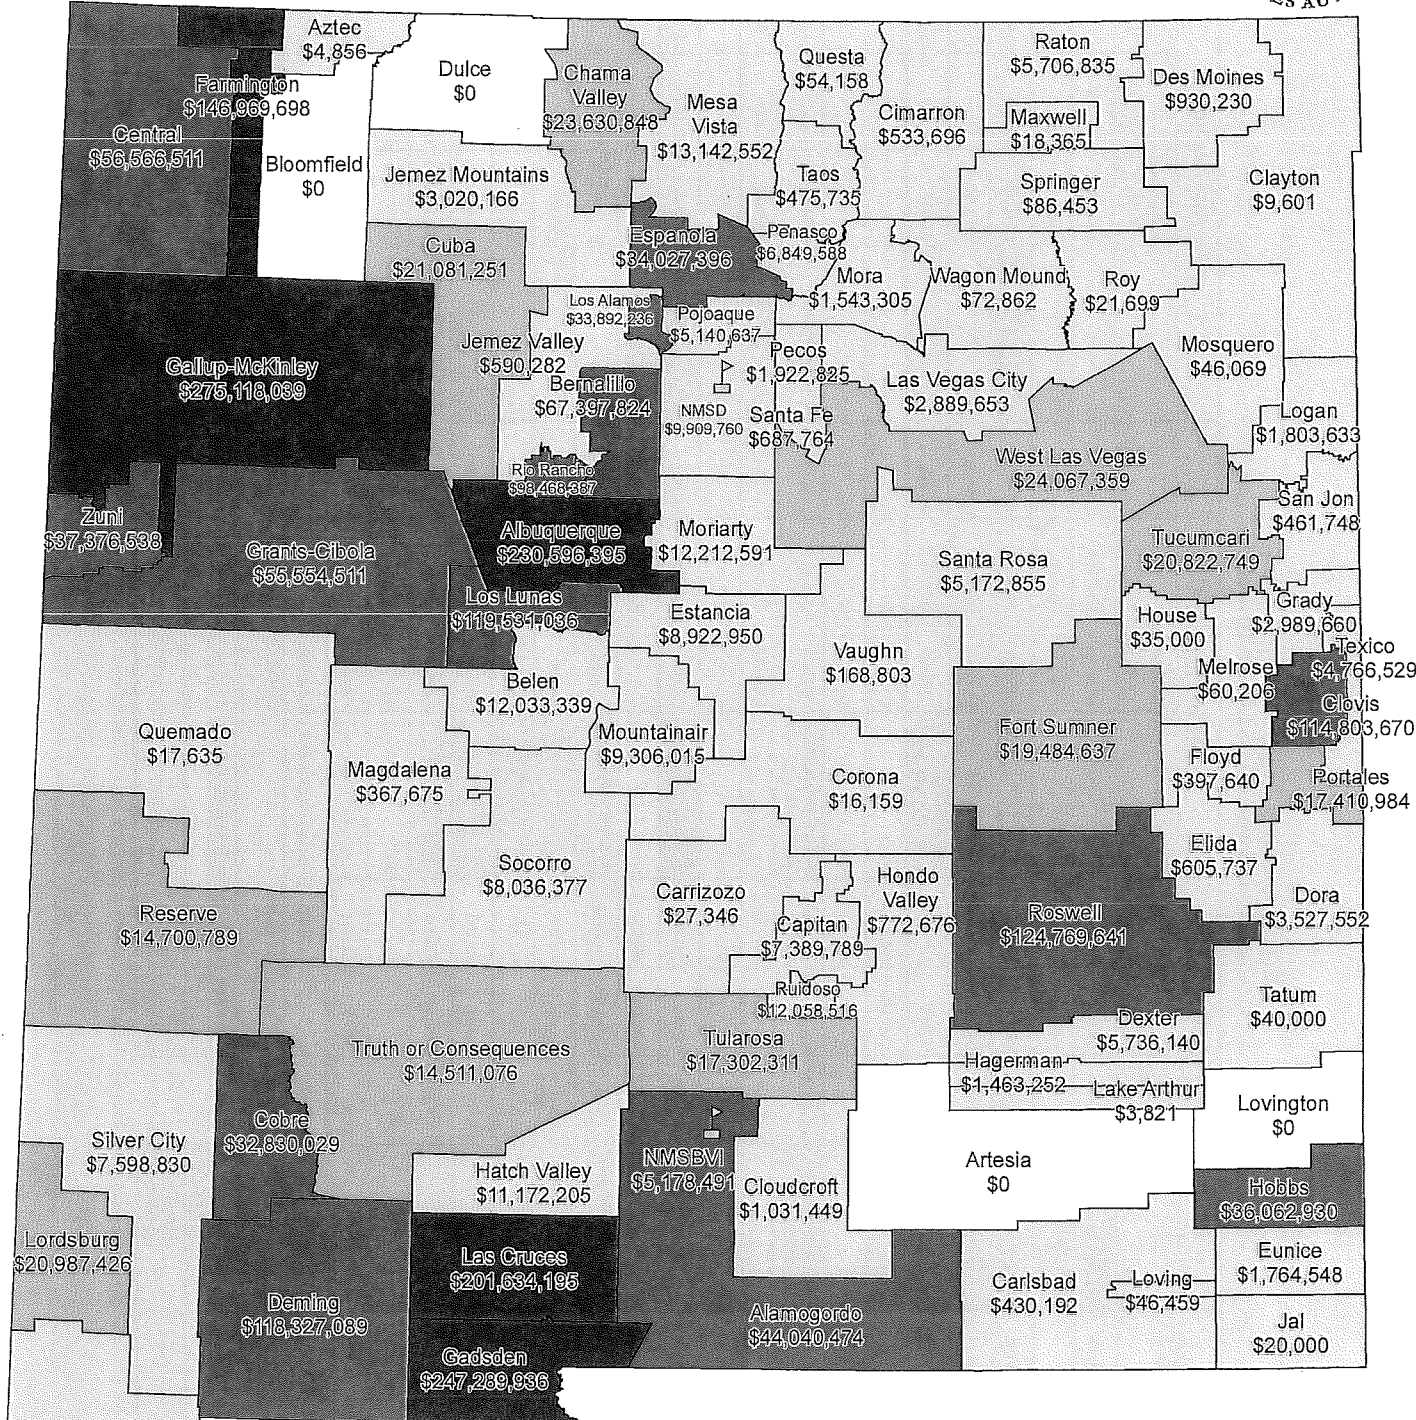 Aztec
$4,856
Farmington
$146,969,698
Central
$56,566,511
Bloomfield
$0
Dulce
$0
Chama
Valley
$23,630,848
Mesa
Vista
$13,142,552
Questa
$54,158
Cimarron
$533,696
Raton
$5,706,835
Maxwell
$18,365
Des Moines
$930,230
Jemez Mountains
$3,020,166
Taos
$475,735
Springer
$86,453
Clayton
$9,601
Cuba
$21,081,251
Espanola
$34,027,396
Penasco
$6,849,588
Mora
$1,543,305
Wagon Mound
$72,862
Roy
$21,699
Los Alamos
$33,892,236
Pojoaque
$5,140,637
Jemez Valley
$590,282
Gallup-McKinley
$275,118,039
Bernalillo
$67,397,824
NMSD
$9,909,760
Pecos
$1,922,825
Santa Fe
$687,764
Las Vegas City
$2,889,653
Mosquero
$46,069
Logan
$1,803,633
West Las Vegas
$24,067,359
Rio Rancho
$98,468,387
Zuni
$37,376,538
Grants-Cibola
$55,554,511
Albuquerque
$230,596,395
Moriarty
$12,212,591
Santa Rosa
$5,172,855
Tucumcari
$20,822,749
San Jon
$461,748
Los Lunas
$119,531,036
Estancia
$8,922,950
House
$35,000
Grady
$2,989,660
Vaughn
$168,803
Melrose
$60,206
Texico
$4,766,529
Belen
$12,033,339
Clovis
$114,803,670
Quemado
$17,635
Mountainair
$9,306,015
Fort Sumner
$19,484,637
Magdalena
$367,675
Corona
$16,159
Floyd
$397,640
Portales
$17,410,984
Socorro
$8,036,377
Carrizozo
$27,346
Hondo
Valley
$772,676
Elida
$605,737
Dora
$3,527,552
Reserve
$14,700,789
Capitan
$7,389,789
Roswell
$124,769,641
Ruidoso
$12,058,516
Tatum
$40,000
Truth or Consequences
$14,511,076
Tularosa
$17,302,311
Dexter
$5,736,140
Hagerman
$1,463,252
Lake Arthur
$3,821
Lovington
$0
Silver City
$7,598,830
Cobre
$32,830,029
Hatch Valley
$11,172,205
NMSBVI
$5,178,491
Cloudcroft
$1,031,449
Artesia
$0
Hobbs
$36,062,930
Lordsburg
$20,987,426
Las Cruces
$201,634,195
Eunice
$1,764,548
Carlsbad
$430,192
Loving
$46,459
Deming
$118,327,089
Alamogordo
$44,040,474
Jal
$20,000
Gadsden
$247,289,936